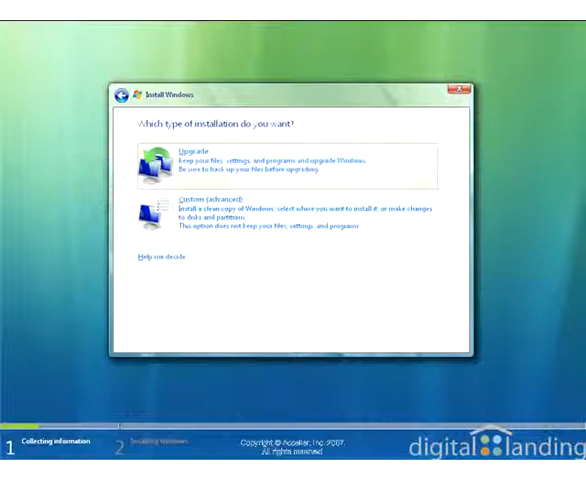 Install Windows
Which type of installation do you want?
Upgrade
Keep your files, settings, and programs and upgrade Windows.
Be sure to back up your files before upgrading.
Custom (advanced)
Install a clean copy of Windows, select where you want to install it, or make changes
to disks and partitions.
This option does not keep your files, settings, and programs.
Help me decide
1 Collecting information
2 Installing Windows
Copyright © Acceller, Inc. 2007.
All rights reserved
digital landing